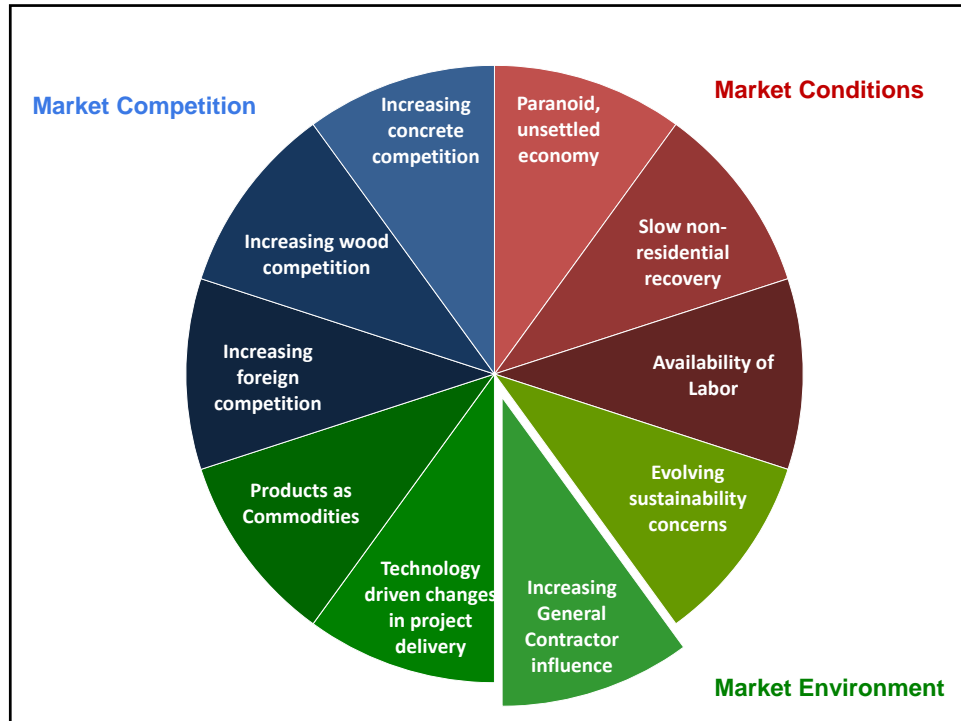 Market Competition
Market Conditions
Increasing
concrete
competition
Paranoid,
unsettled
economy
Slow non-
residential
recovery
Availability of
Labor
Evolving
sustainability
concerns
Increasing
General
Contractor
influence
Technology
driven changes
in project
delivery
Products as
Commodities
Increasing
foreign
competition
Increasing wood
competition
Market Environment